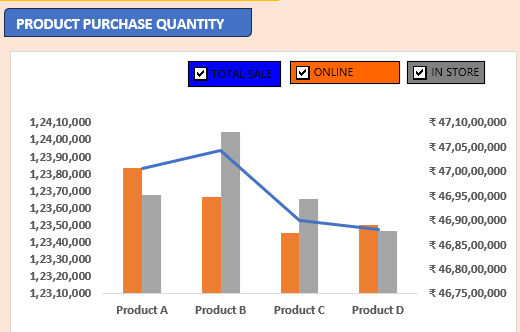 PRODUCT PURCHASE QUANTITY
TOTAL SALE
ONLINE
IN STORE
1,24,10,000
1,24,00,000
1,23,90,000
1,23,80,000
1,23,70,000
1,23,60,000
1,23,50,000
1,23,40,000
1,23,30,000
1,23,20,000
1,23,10,000
₹ 47,10,00,000
₹ 47,05,00,000
₹ 47,00,00,000
₹ 46,95,00,000
₹ 46,90,00,000
₹ 46,85,00,000
₹ 46,80,00,000
₹ 46,75,00,000
Product A
Product B
Product C
Product D